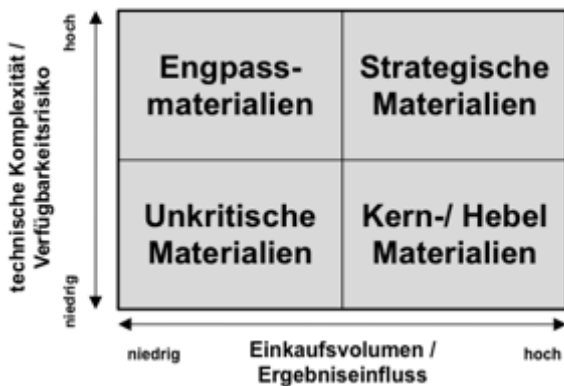 technische Komplexität /
Verfügbarkeitsrisiko
hoch
niedrig
Engpass-
materialien
Strategische
Materialien
Unkritische
Materialien
Kern-/ Hebel
Materialien
niedrig
Einkaufsvolumen /
Ergebniseinfluss
hoch